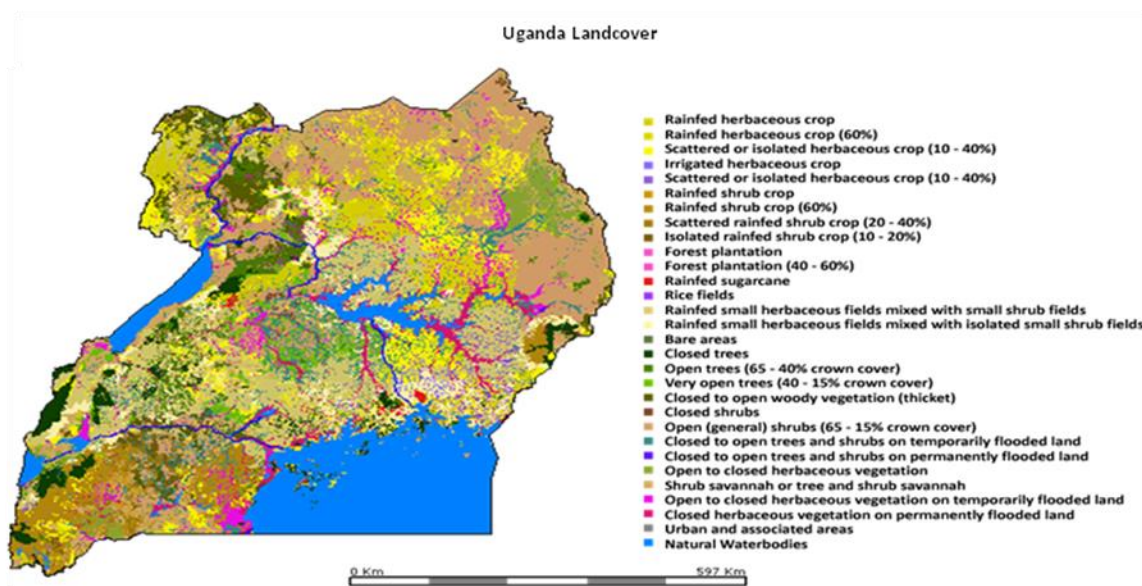 Uganda Landcover
Rainfed herbaceous crop
Rainfed herbaceous crop (60%)
Scattered or isolated herbaceous crop (10 - 40%)
Irrigated herbaceous crop
Scattered or isolated herbaceous crop (10 - 40%)
Rainfed shrub crop
Rainfed shrub crop (60%)
Scattered rainfed shrub crop (20 - 40%)
Isolated rainfed shrub crop (10 - 20%)
Forest plantation
Forest plantation (40 - 60%)
Rainfed sugarcane
Rice fields
Rainfed small herbaceous fields mixed with small shrub fields
Rainfed small herbaceous fields mixed with isolated small shrub fields
Bare areas
Closed trees
Open trees (65 - 40% crown cover)
Very open trees (40 - 15% crown cover)
Closed to open woody vegetation (thicket)
Closed shrubs
Open (general) shrubs (65 - 15% crown cover)
Closed to open trees and shrubs on temporarily flooded land
Closed to open trees and shrubs on permanently flooded land
Open to closed herbaceous vegetation
Shrub savannah or tree and shrub savannah
Open to closed herbaceous vegetation on temporarily flooded land
Closed herbaceous vegetation on permanently flooded land
Urban and associated areas
Natural Waterbodies
0 Km 597 Km